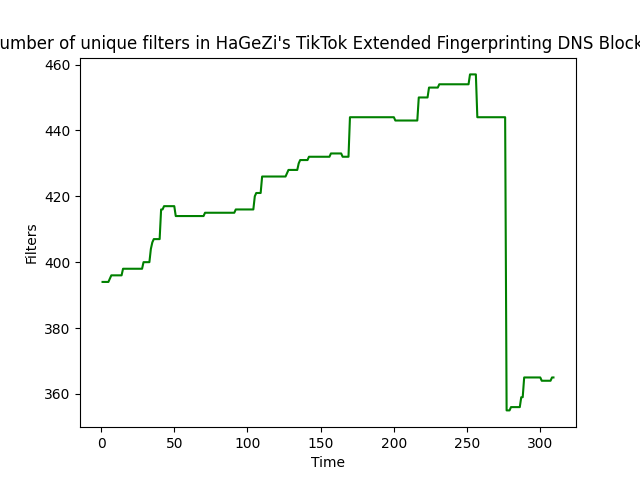 umber of unique filters in HaGeZi's TikTok Extended Fingerprinting DNS Block
460
440
420
400
380
360
Filters
0 50 100 150 200 250 300
Time